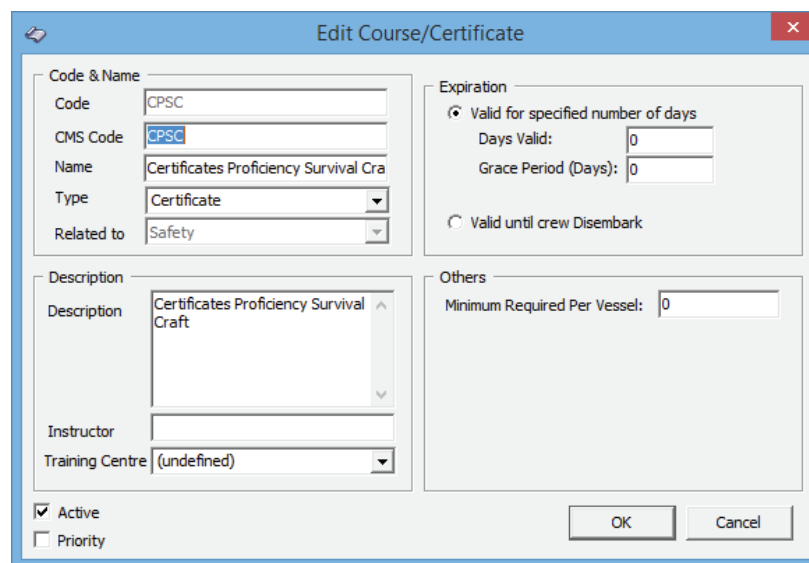 Edit Course/Certificate
Code & Name
Code CPSC
CMS Code CPSC
Name Certificates Proficiency Survival Cra
Type Certificate
Related to Safety
Expiration
Valid for specified number of days
Days Valid: 0
Grace Period (Days): 0
Valid until crew Disembark
Description
Description Certificates Proficiency Survival
Craft
Instructor
Training Centre (undefined)
Others
Minimum Required Per Vessel: 0
Active
Priority
OK Cancel